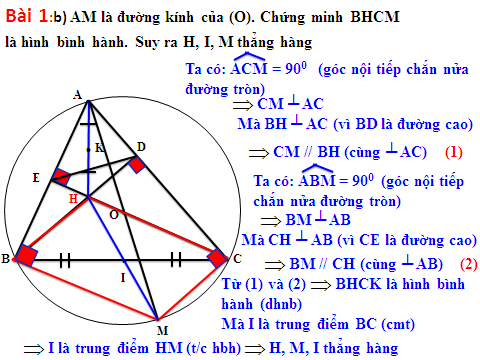 Bài 1:b) AM là đường kính của (O). Chứng minh BHCM
là hình bình hành. Suy ra H, I, M thẳng hàng
Ta có: ACM = 90⁰ (góc nội tiếp chắn nửa
đường tròn)
⟹ CM ⊥ AC
Mà BH ⊥ AC (vì BD là đường cao)
⟹ CM // BH (cùng ⊥ AC) (1)
Ta có: ABM = 90⁰ (góc nội tiếp
chắn nửa đường tròn)
⟹ BM ⊥ AB
Mà CH ⊥ AB (vì CE là đường cao)
⟹ BM // CH (cùng ⊥ AB) (2)
Từ (1) và (2) ⟹ BHCK là hình bình
hành (dhnb)
Mà I là trung điểm BC (cmt)
⟹ I là trung điểm HM (t/c hbh) ⟹ H, M, I thẳng hàng
A
K
D
E
H
O
B
C
I
M